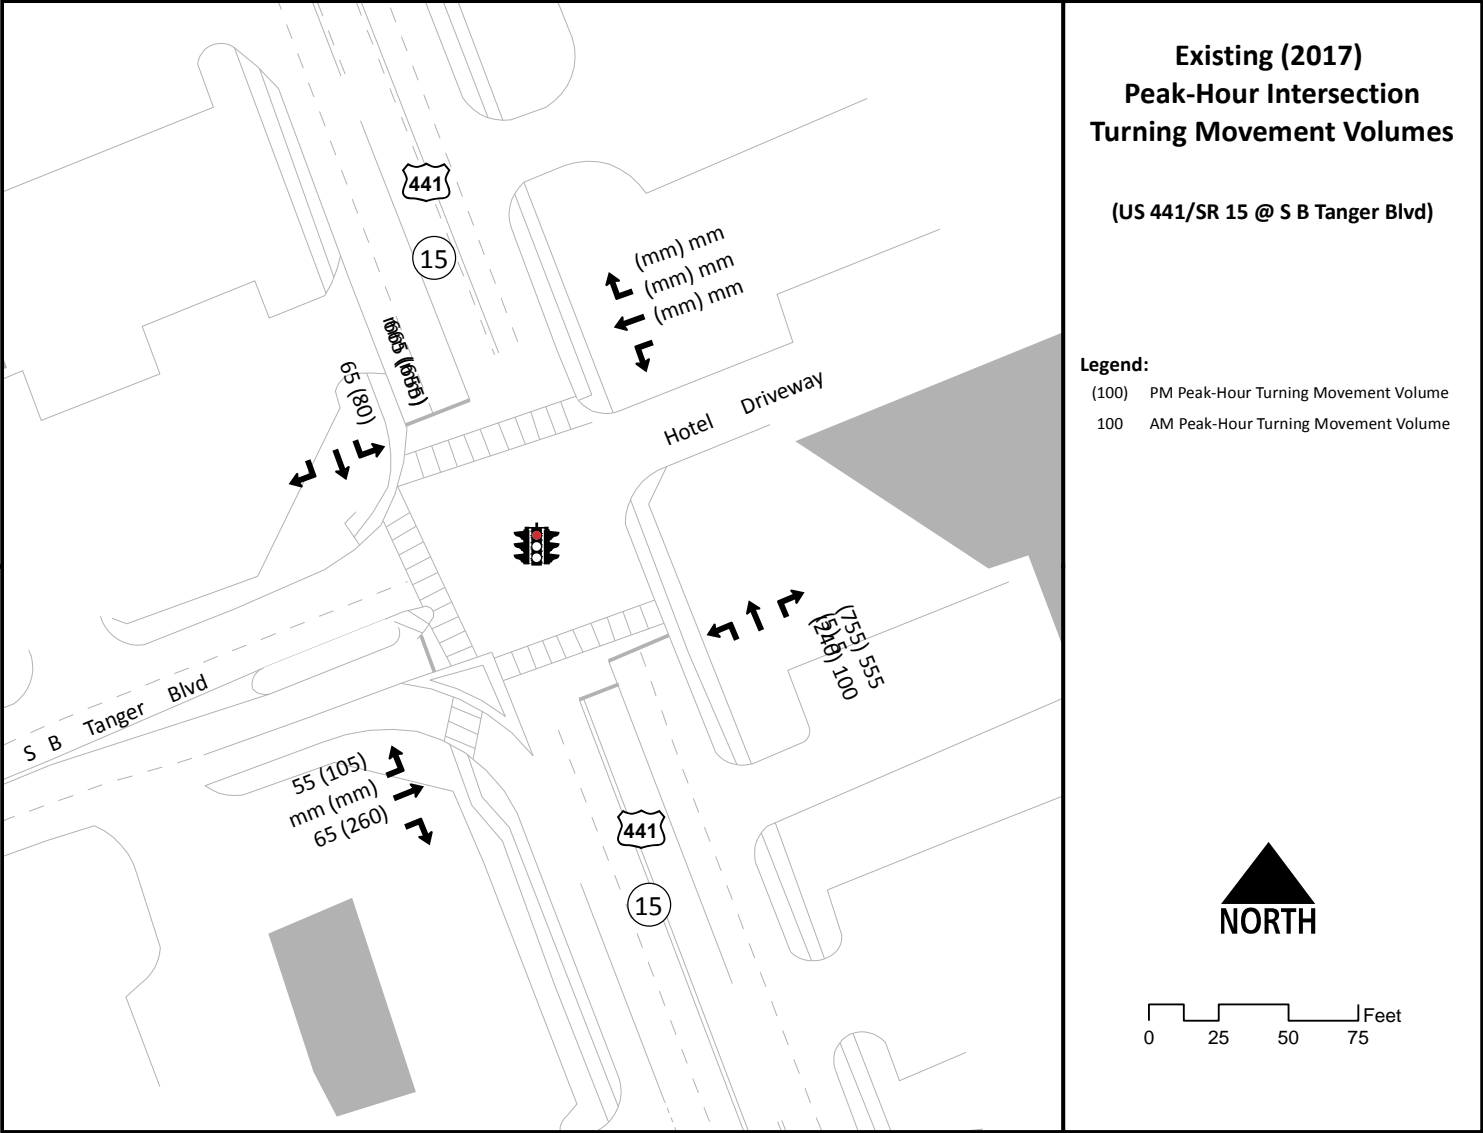 Existing (2017)
Peak-Hour Intersection
Turning Movement Volumes
(US 441/SR 15 @ S B Tanger Blvd)
Legend:
(100) PM Peak-Hour Turning Movement Volume
100 AM Peak-Hour Turning Movement Volume
NORTH
Feet
0 25 50 75
441
15
(mm) mm
(mm) mm
(mm) mm
65 (80)
Hotel Driveway
(755) 555
(240) 100
S B Tanger Blvd
55 (105)
mm (mm)
65 (260)
441
15